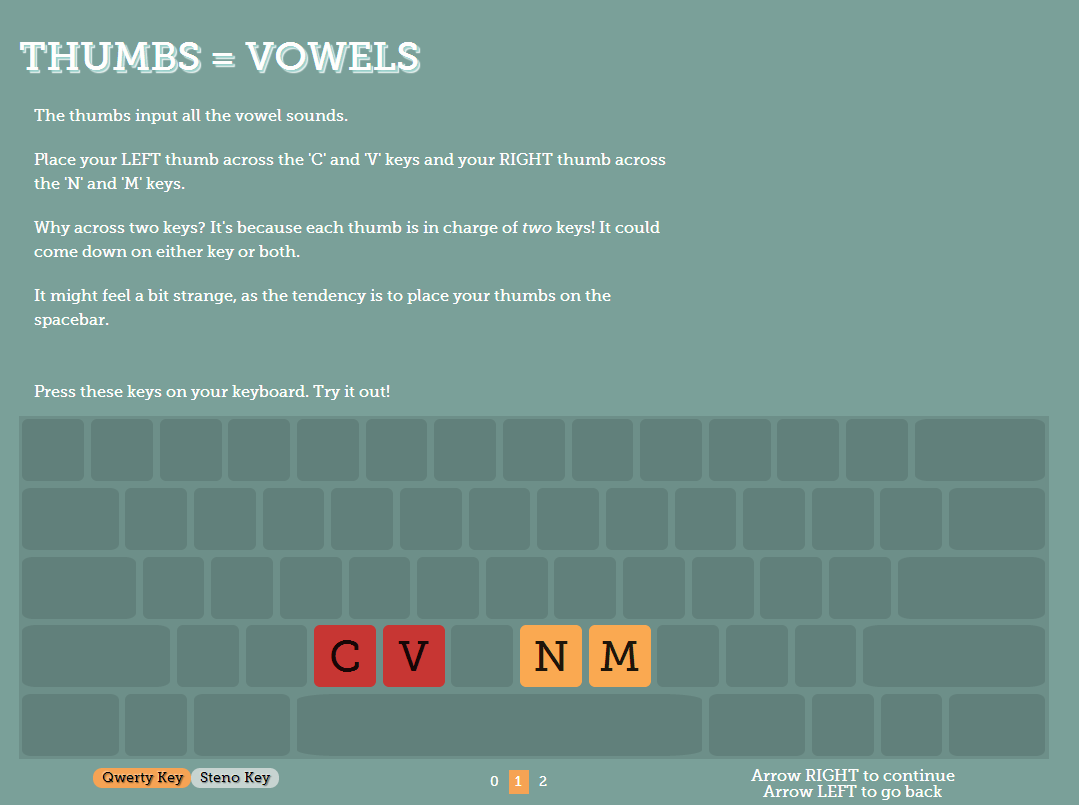 THUMBS = VOWELS
The thumbs input all the vowel sounds.
Place your LEFT thumb across the 'C' and 'V' keys and your RIGHT thumb across
the 'N' and 'M' keys.
Why across two keys? It's because each thumb is in charge of two keys! It could
come down on either key or both.
It might feel a bit strange, as the tendency is to place your thumbs on the
spacebar.
Press these keys on your keyboard. Try it out!
C V N M
Qwerty Key Steno Key 0 1 2 Arrow RIGHT to continue
Arrow LEFT to go back